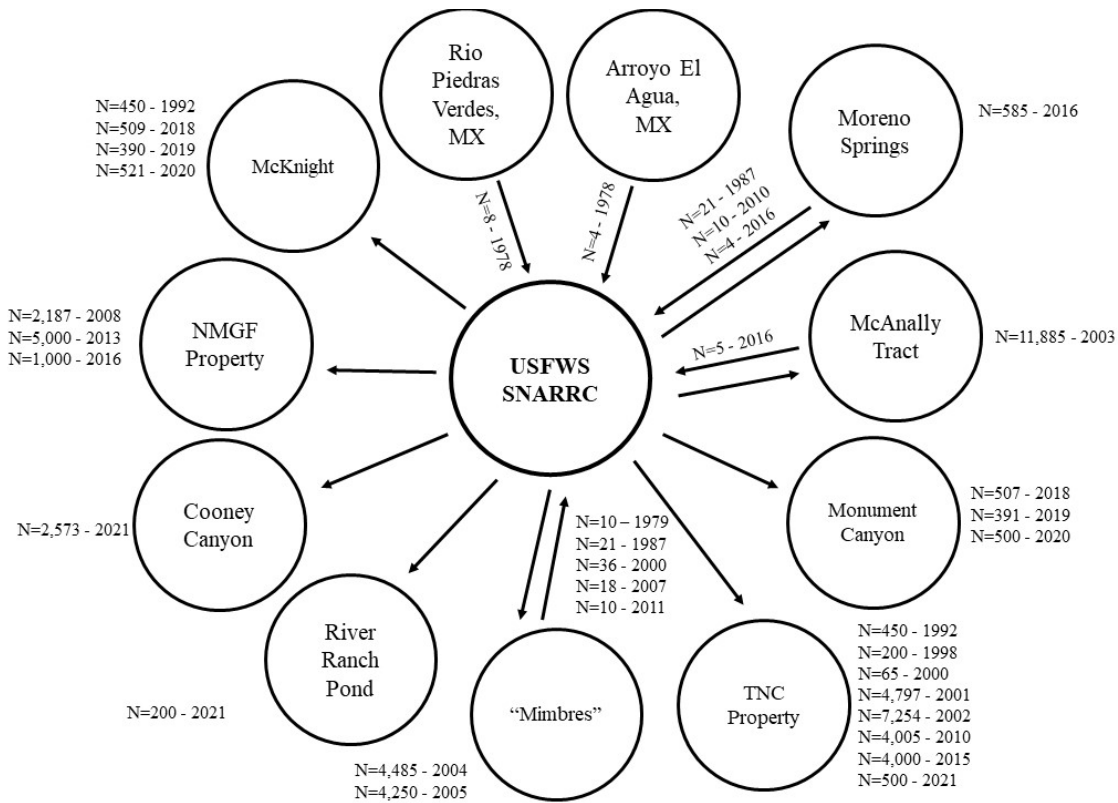 Rio
Piedras
Verdes,
MX
Arroyo El
Agua,
MX
Moreno
Springs
N=585 - 2016
N=450 - 1992
N=509 - 2018
N=390 - 2019
N=521 - 2020
McKnight
N=8 - 1978
N=4 - 1978
N=21 - 1987
N=10 - 2010
N=4 - 2016
N=2,187 - 2008
N=5,000 - 2013
N=1,000 - 2016
NMGF
Property
USFWS
SNARRC
N=5 - 2016
McAnally
Tract
N=11,885 - 2003
N=2,573 - 2021
Cooney
Canyon
Monument
Canyon
N=507 - 2018
N=391 - 2019
N=500 - 2020
N=10 – 1979
N=21 - 1987
N=36 - 2000
N=18 - 2007
N=10 - 2011
River
Ranch
Pond
N=200 - 2021
“Mimbres”
N=4,485 - 2004
N=4,250 - 2005
TNC
Property
N=450 - 1992
N=200 - 1998
N=65 - 2000
N=4,797 - 2001
N=7,254 - 2002
N=4,005 - 2010
N=4,000 - 2015
N=500 - 2021